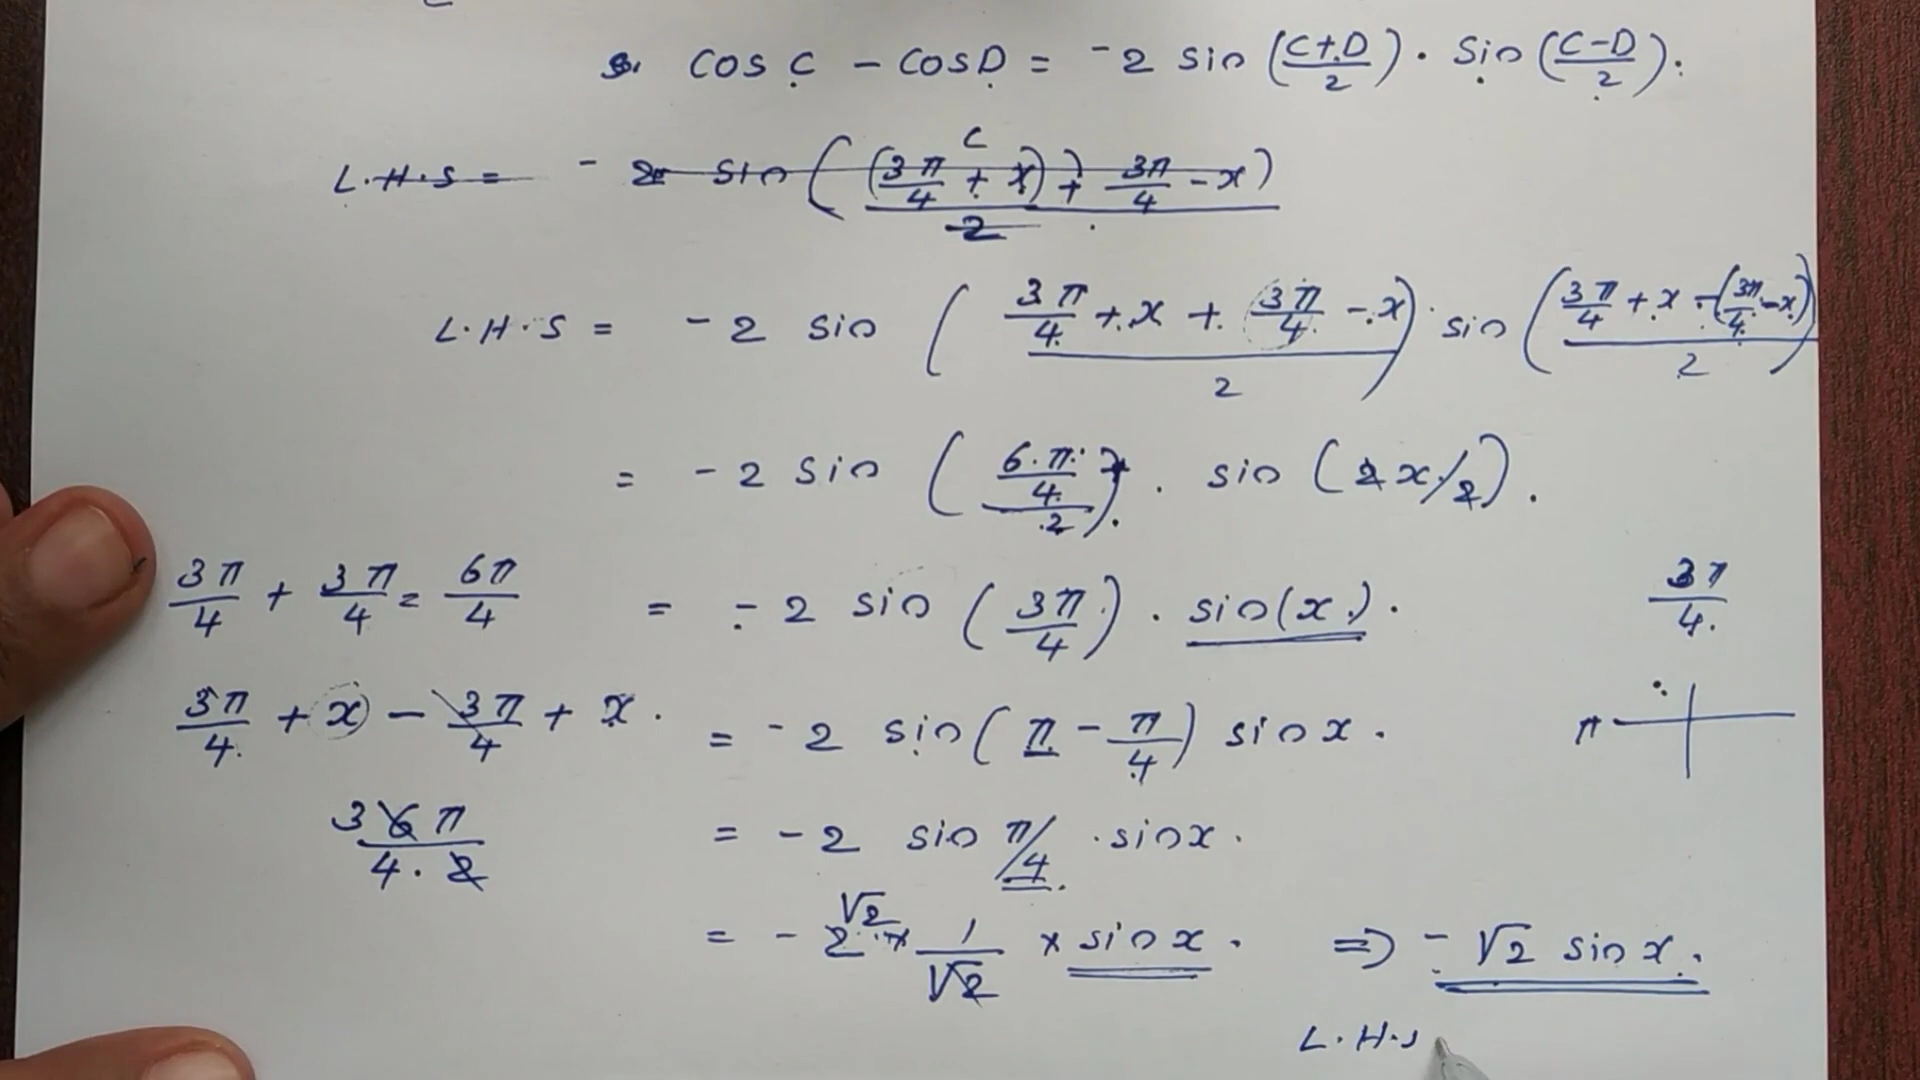 Cos C - Cos D = -2 sin (C+D/2) . Sin (C-D/2).
C
L.H.S = - 2 sin ((3π/4 + x) + 3π/4 - x)/2
L.H.S = -2 sin (3π/4 + x + 3π/4 - x / 2) . sin (3π/4 + x - (3π/4 - x) / 2)
= -2 sin (6π/4 / 2) . sin (2x/2).
3π/4 + 3π/4 = 6π/4
= -2 sin (3π/4) . sin(x).
3π/4
3π/4 + x - 3π/4 + x.
= -2 sin (π - π/4) sin x.
π
3 6π/4.2
= -2 sin π/4 . sin x.
= - 2 √2 × 1/√2 × sin x. ⇒ - √2 sin x.
L.H.S